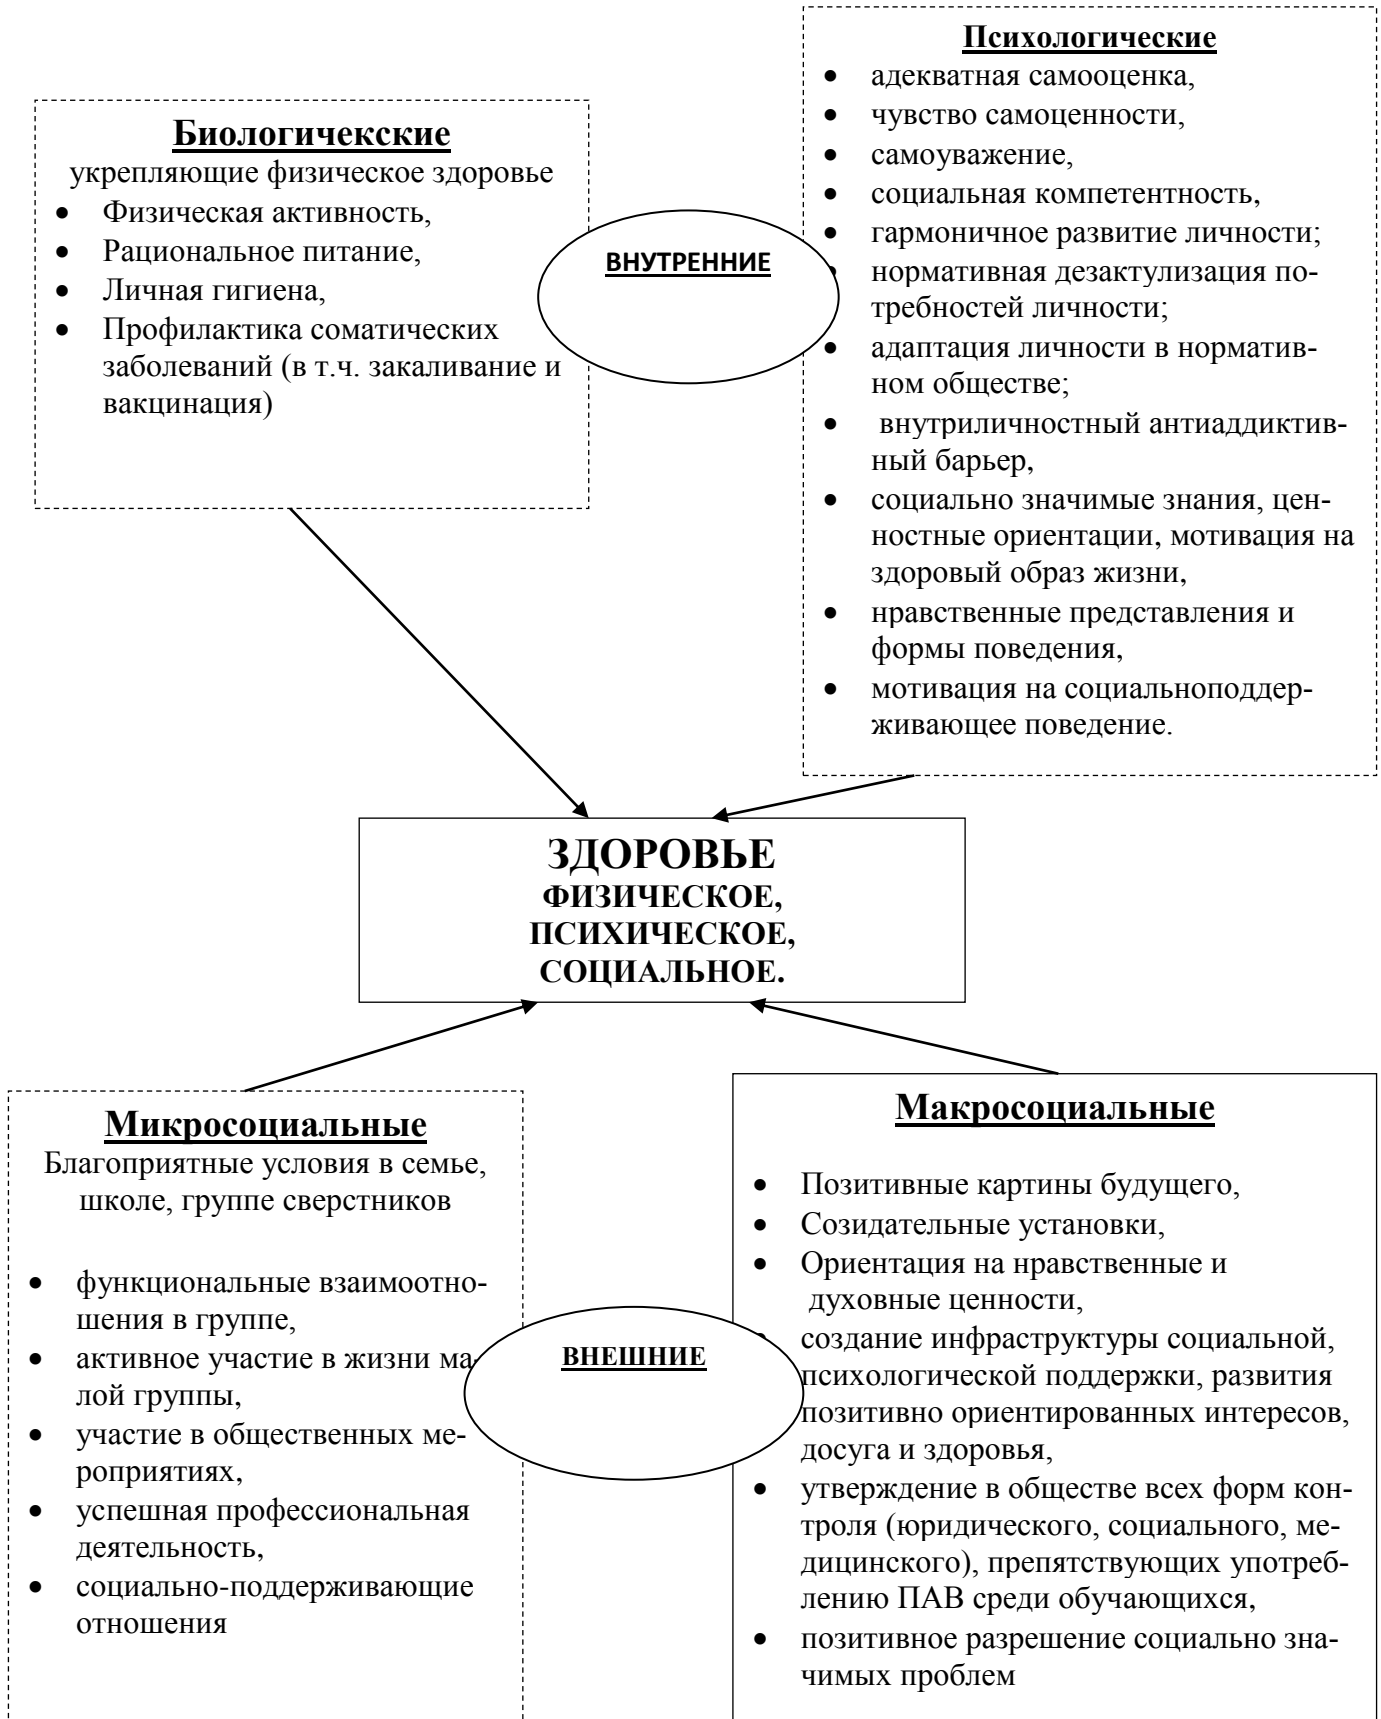 Психологические
• адекватная самооценка,
• чувство самоценности,
• самоуважение,
• социальная компетентность,
• гармоничное развитие личности;
• нормативная дезактулизация по-
требностей личности;
• адаптация личности в норматив-
ном обществе;
• внутриличностный антиаддиктив-
ный барьер,
• социально значимые знания, цен-
ностные ориентации, мотивация на
здоровый образ жизни,
• нравственные представления и
формы поведения,
• мотивация на социальноподдер-
живающее поведение.
Биологичекские
укрепляющие физическое здоровье
• Физическая активность,
• Рациональное питание,
• Личная гигиена,
• Профилактика соматических
заболеваний (в т.ч. закаливание и
вакцинация)
ВНУТРЕННИЕ
ЗДОРОВЬЕ
ФИЗИЧЕСКОЕ,
ПСИХИЧЕСКОЕ,
СОЦИАЛЬНОЕ.
Микросоциальные
Благоприятные условия в семье,
школе, группе сверстников
• функциональные взаимоотно-
шения в группе,
• активное участие в жизни ма-
лой группы,
• участие в общественных ме-
роприятиях,
• успешная профессиональная
деятельность,
• социально-поддерживающие
отношения
ВНЕШНИЕ
Макросоциальные
• Позитивные картины будущего,
• Созидательные установки,
• Ориентация на нравственные и
духовные ценности,
• создание инфраструктуры социальной,
психологической поддержки, развития
позитивно ориентированных интересов,
досуга и здоровья,
• утверждение в обществе всех форм кон-
троля (юридического, социального, ме-
дицинского), препятствующих употреб-
лению ПАВ среди обучающихся,
• позитивное разрешение социально зна-
чимых проблем